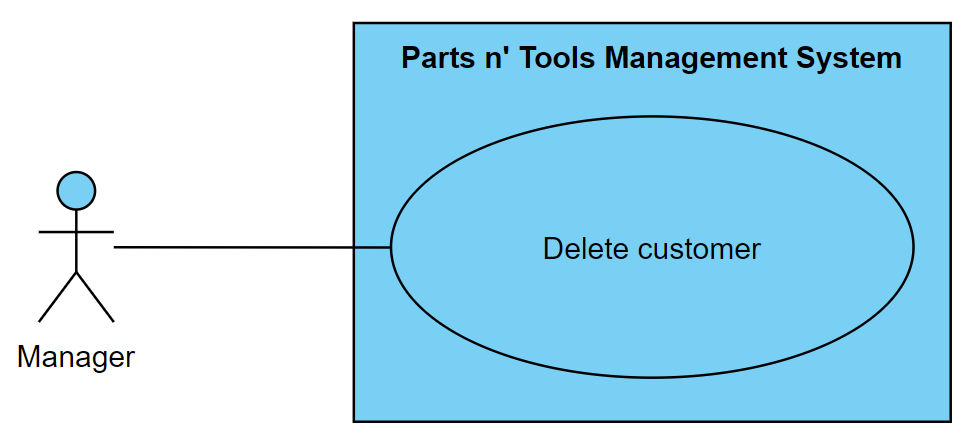 Parts n' Tools Management System
Delete customer
Manager